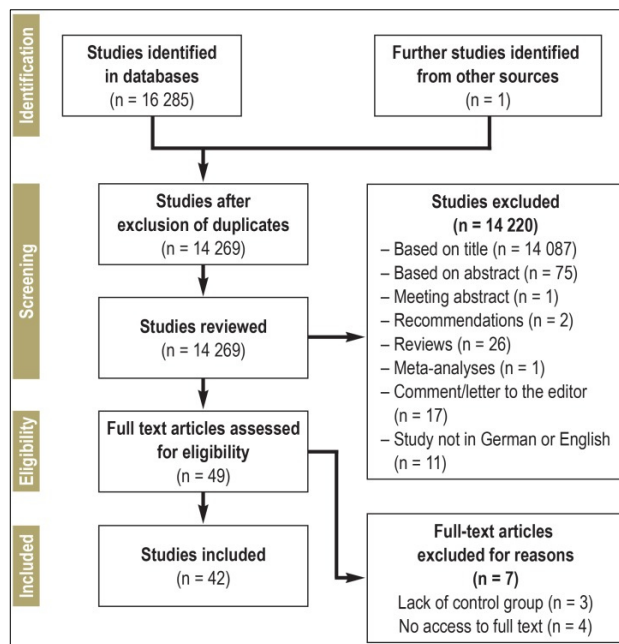 Identification
Studies identified
in databases
(n = 16 285)
Further studies identified
from other sources
(n = 1)
Screening
Studies after
exclusion of duplicates
(n = 14 269)
Studies reviewed
(n = 14 269)
Studies excluded
(n = 14 220)
– Based on title (n = 14 087)
– Based on abstract (n = 75)
– Meeting abstract (n = 1)
– Recommendations (n = 2)
– Reviews (n = 26)
– Meta-analyses (n = 1)
– Comment/letter to the editor
(n = 17)
– Study not in German or English
(n = 11)
Eligibility
Full text articles assessed
for eligibility
(n = 49)
Included
Studies included
(n = 42)
Full-text articles
excluded for reasons
(n = 7)
Lack of control group (n = 3)
No access to full text (n = 4)